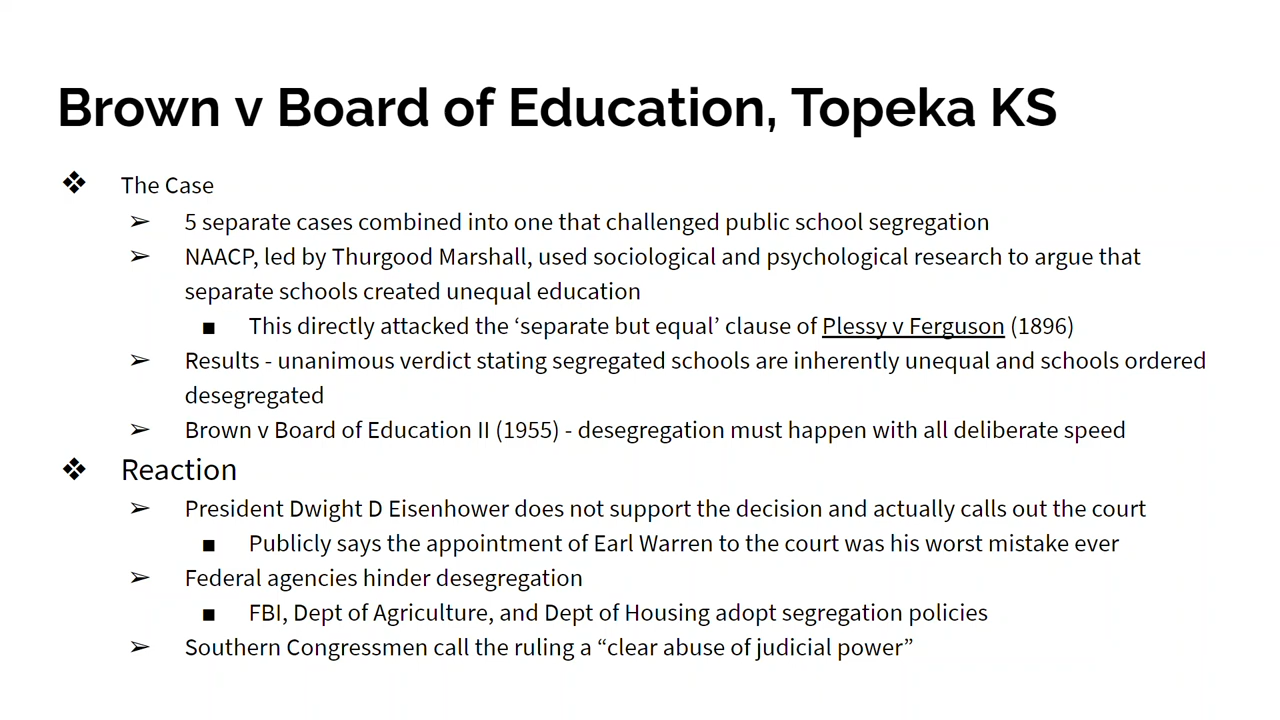 Brown v Board of Education, Topeka KS
❖ The Case
➢ 5 separate cases combined into one that challenged public school segregation
➢ NAACP, led by Thurgood Marshall, used sociological and psychological research to argue that
separate schools created unequal education
■ This directly attacked the ‘separate but equal’ clause of Plessy v Ferguson (1896)
➢ Results - unanimous verdict stating segregated schools are inherently unequal and schools ordered
desegregated
➢ Brown v Board of Education II (1955) - desegregation must happen with all deliberate speed
❖ Reaction
➢ President Dwight D Eisenhower does not support the decision and actually calls out the court
■ Publicly says the appointment of Earl Warren to the court was his worst mistake ever
➢ Federal agencies hinder desegregation
■ FBI, Dept of Agriculture, and Dept of Housing adopt segregation policies
➢ Southern Congressmen call the ruling a “clear abuse of judicial power”